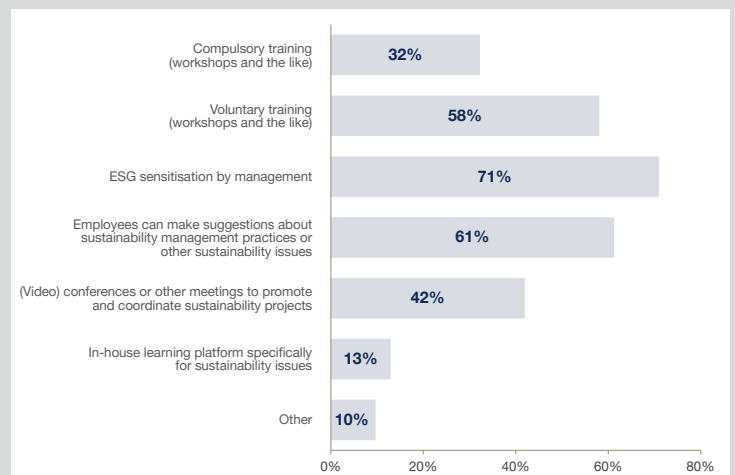 Compulsory training
(workshops and the like)
32%
Voluntary training
(workshops and the like)
58%
ESG sensitisation by management
71%
Employees can make suggestions about
sustainability management practices or
other sustainability issues
61%
(Video) conferences or other meetings to promote
and coordinate sustainability projects
42%
In-house learning platform specifically
for sustainability issues
13%
Other
10%
0% 20% 40% 60% 80%